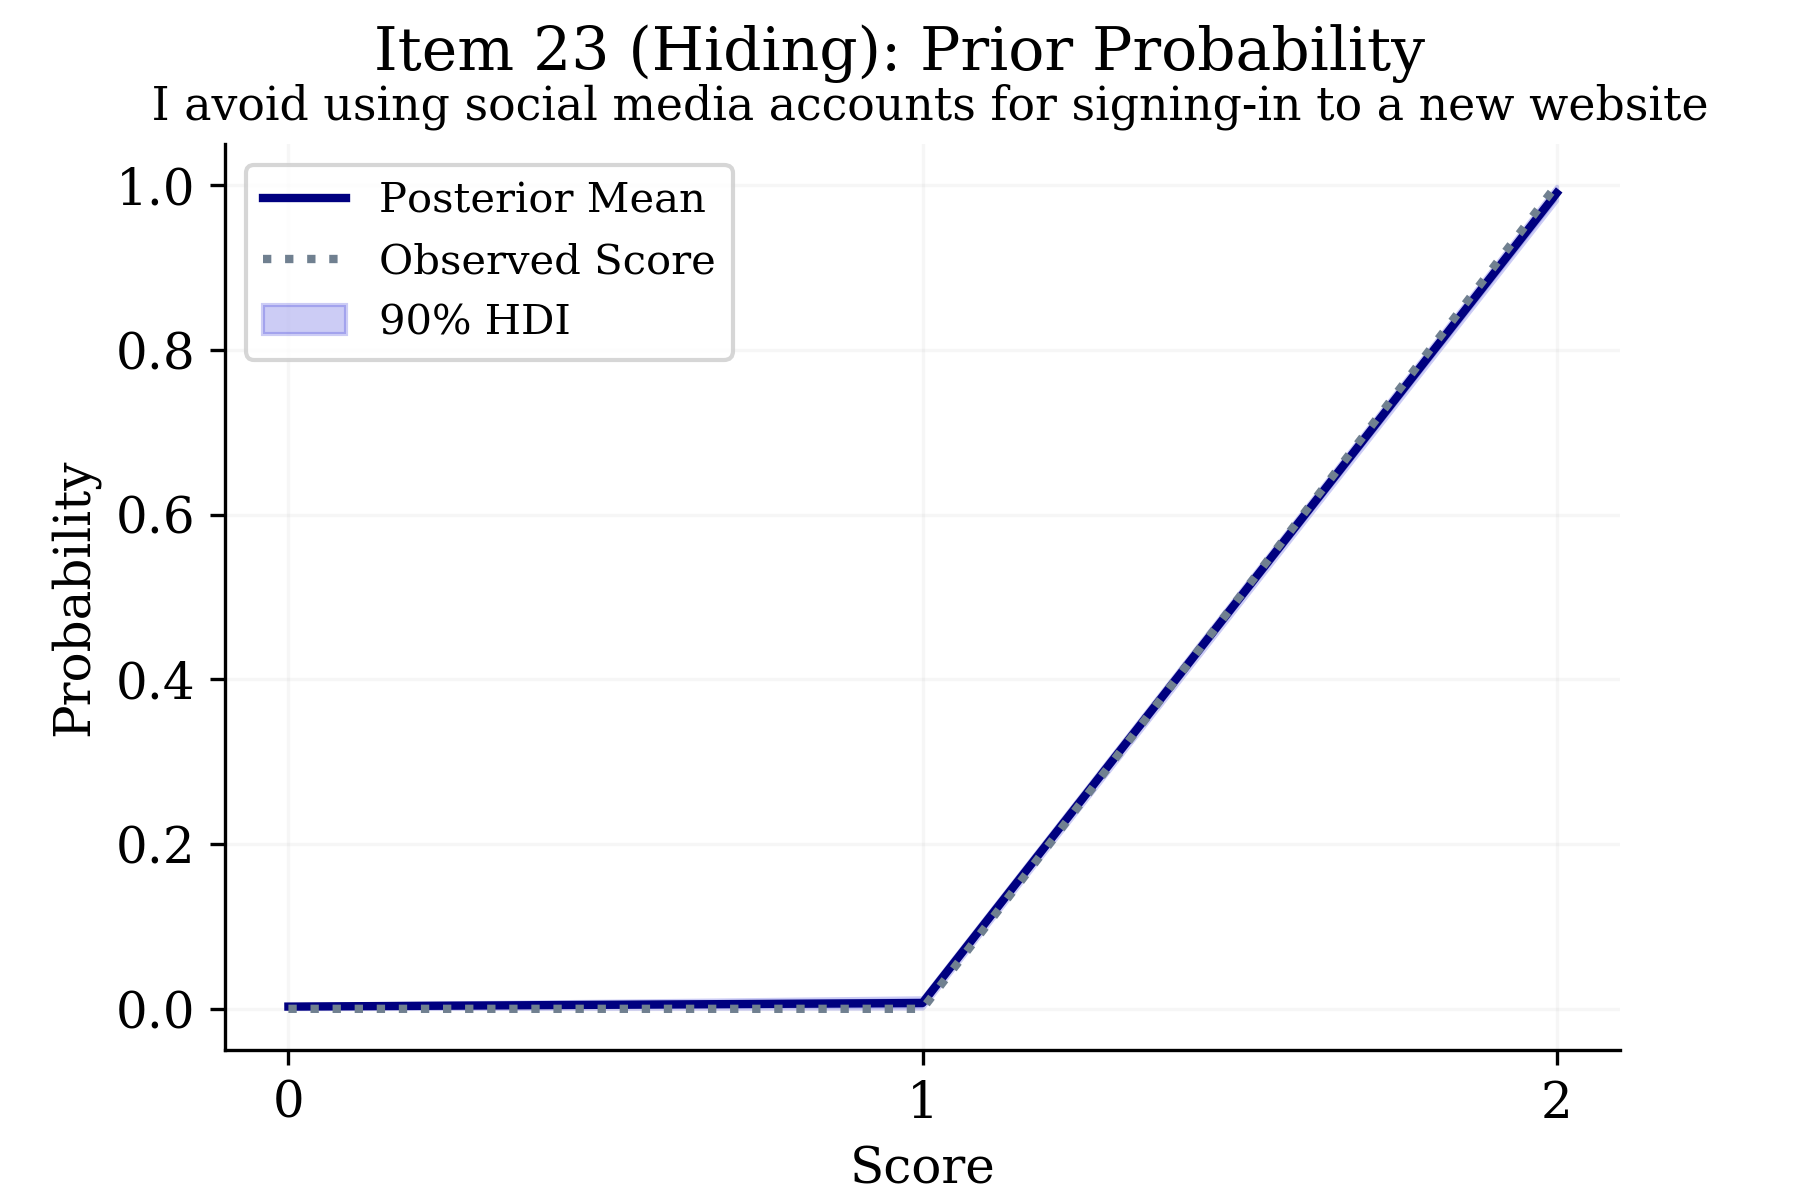 Item 23 (Hiding): Prior Probability
I avoid using social media accounts for signing-in to a new website
Posterior Mean
Observed Score
90% HDI
1.0
0.8
0.6
0.4
0.2
0.0
Probability
0
1
2
Score